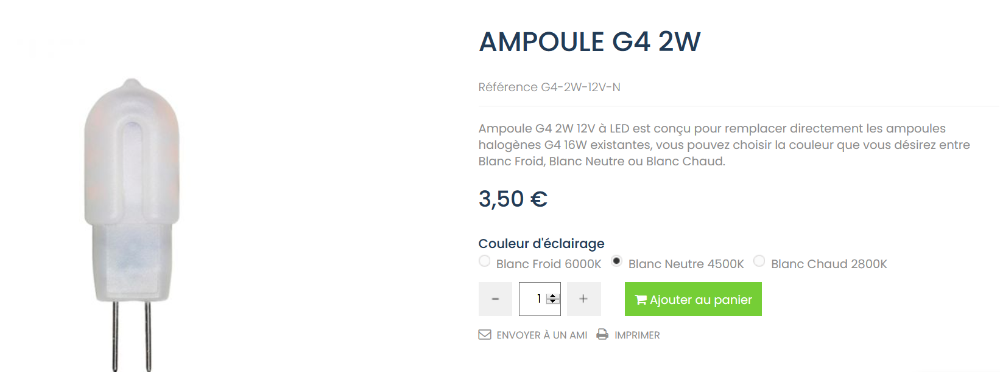 AMPOULE G4 2W
Référence G4-2W-12V-N
Ampoule G4 2W 12V à LED est conçu pour remplacer directement les ampoules
halogènes G4 16W existantes, vous pouvez choisir la couleur que vous désirez entre
Blanc Froid, Blanc Neutre ou Blanc Chaud.
3,50 €
Couleur d'éclairage
Blanc Froid 6000K Blanc Neutre 4500K Blanc Chaud 2800K
- 1 + Ajouter au panier
ENVOYER À UN AMI IMPRIMER